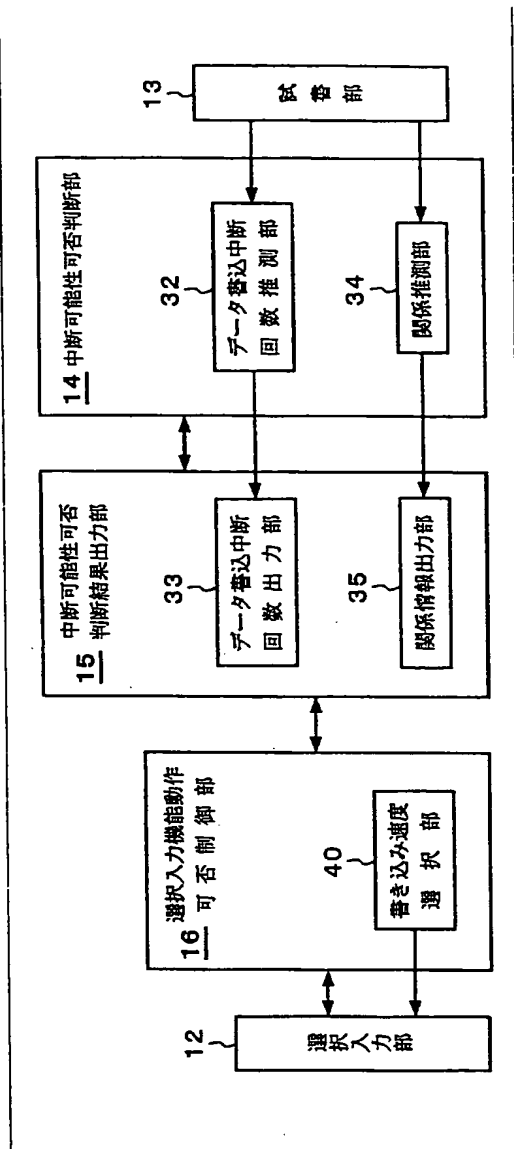 12
選択入力部
16
選択入力機能動作
可否制御部
40
書き込み速度
選択部
15
中断可能性可否
判断結果出力部
33
データ書込中断
回数出力部
35
関係情報出力部
14 中断可能性可否判断部
32
データ書込中断
回数推測部
34
関係推測部
13
試書部